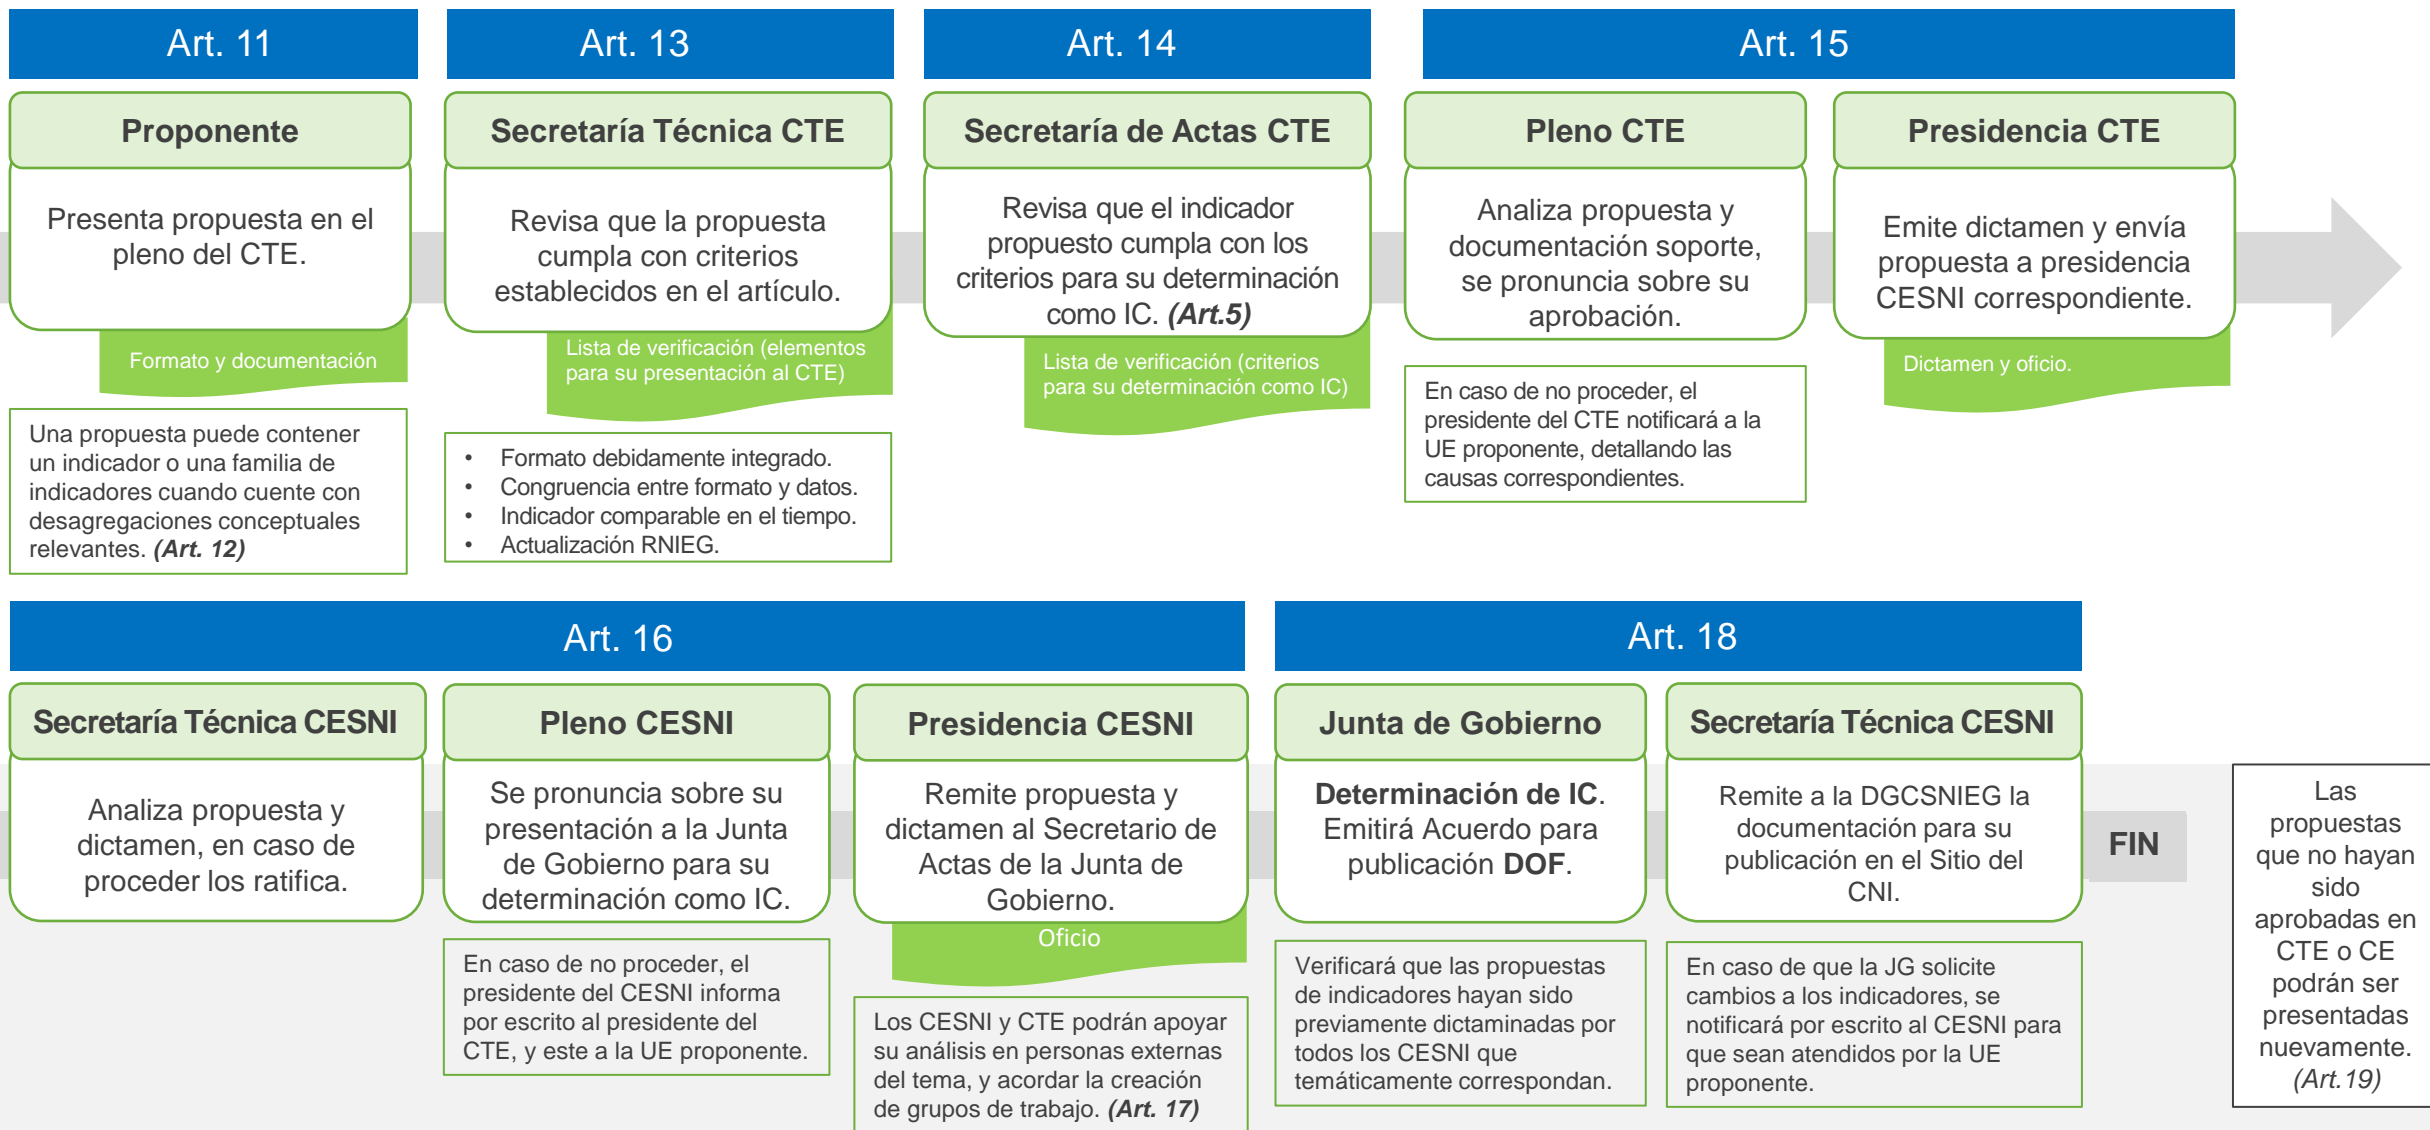 Art. 11
Proponente
Presenta propuesta en el
pleno del CTE.
Formato y documentación
Una propuesta puede contener
un indicador o una familia de
indicadores cuando cuente con
desagregaciones conceptuales
relevantes. (Art. 12)
Art. 13
Secretaría Técnica CTE
Revisa que la propuesta
cumpla con criterios
establecidos en el artículo.
Lista de verificación (elementos
para su presentación al CTE)
• Formato debidamente integrado.
• Congruencia entre formato y datos.
• Indicador comparable en el tiempo.
• Actualización RNIEG.
Art. 14
Secretaría de Actas CTE
Revisa que el indicador
propuesto cumpla con los
criterios para su determinación
como IC. (Art.5)
Lista de verificación (criterios
para su determinación como IC)
Art. 15
Pleno CTE
Analiza propuesta y
documentación soporte,
se pronuncia sobre su
aprobación.
En caso de no proceder, el
presidente del CTE notificará a la
UE proponente, detallando las
causas correspondientes.
Presidencia CTE
Emite dictamen y envía
propuesta a presidencia
CESNI correspondiente.
Dictamen y oficio.
Art. 16
Secretaría Técnica CESNI
Analiza propuesta y
dictamen, en caso de
proceder los ratifica.
Pleno CESNI
Se pronuncia sobre su
presentación a la Junta
de Gobierno para su
determinación como IC.
En caso de no proceder, el
presidente del CESNI informa
por escrito al presidente del
CTE, y este a la UE proponente.
Presidencia CESNI
Remite propuesta y
dictamen al Secretario de
Actas de la Junta de
Gobierno.
Oficio
Los CESNI y CTE podrán apoyar
su análisis en personas externas
del tema, y acordar la creación
de grupos de trabajo. (Art. 17)
Art. 18
Junta de Gobierno
Determinación de IC.
Emitirá Acuerdo para
publicación DOF.
Verificará que las propuestas
de indicadores hayan sido
previamente dictaminadas por
todos los CESNI que
temáticamente correspondan.
Secretaría Técnica CESNI
Remite a la DGCSNIEG la
documentación para su
publicación en el Sitio del
CNI.
En caso de que la JG solicite
cambios a los indicadores, se
notificará por escrito al CESNI para
que sean atendidos por la UE
proponente.
FIN
Las
propuestas
que no hayan
sido
aprobadas en
CTE o CE
podrán ser
presentadas
nuevamente.
(Art.19)